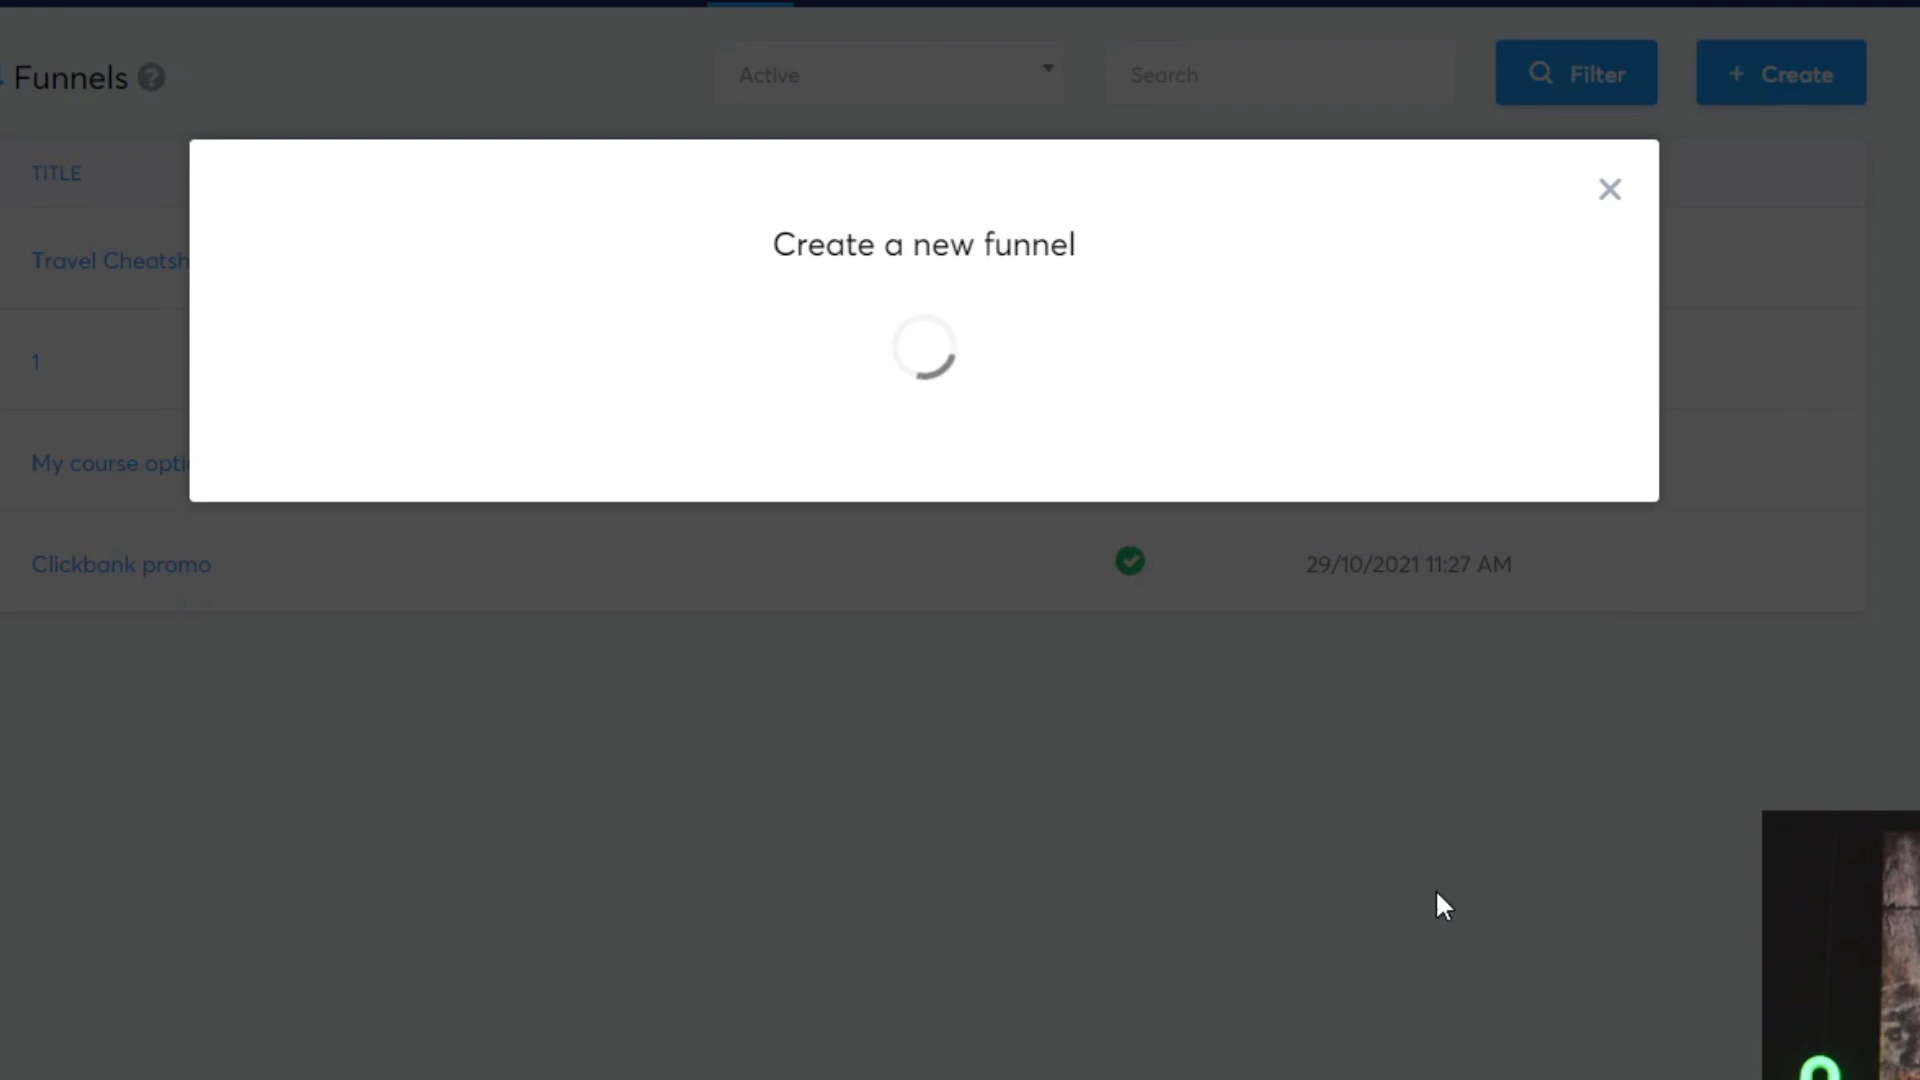 Funnels ?
Active
Search
Filter
+ Create
TITLE
Create a new funnel
Travel Cheatsh
1
My course opti
Clickbank promo
29/10/2021 11:27 AM